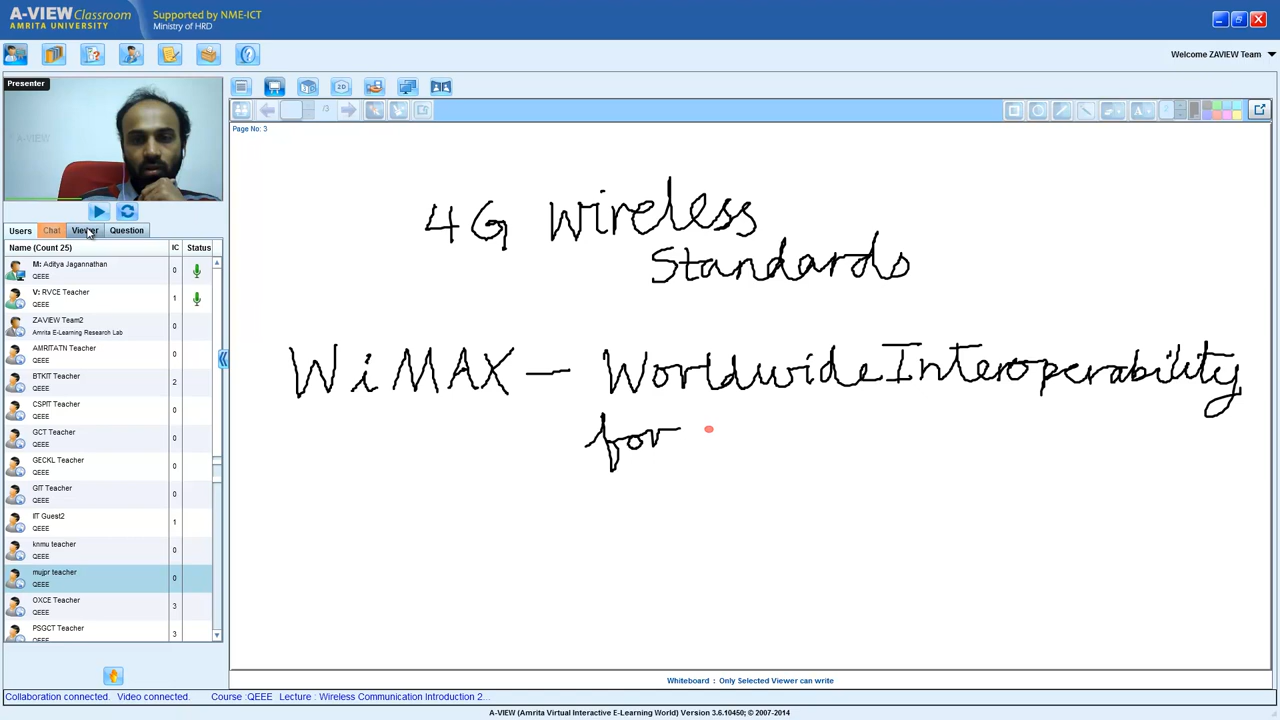 A-VIEW Classroom
AMRITA UNIVERSITY
Supported by NME-ICT
Ministry of HRD
Welcome ZAVIEW Team
Presenter
A-VIEW
2D
/3
Page No: 3
4G Wireless
Standards
WiMAX — Worldwide Interoperability
for
Users Chat Viewer Question
Name (Count 25) IC Status
M: Aditya Jagannathan 0
QEEE
V: RVCE Teacher 1
QEEE
ZAVIEW Team2 0
Amrita E-Learning Research Lab
AMRITATN Teacher 0
QEEE
BTKIT Teacher 2
QEEE
CSPIT Teacher 0
QEEE
GCT Teacher 0
QEEE
GECKL Teacher 0
QEEE
GIT Teacher 0
QEEE
IIT Guest2 1
QEEE
knmu teacher 0
QEEE
mujpr teacher 0
QEEE
OXCE Teacher 3
QEEE
PSGCT Teacher 3
QEEE
Whiteboard : Only Selected Viewer can write
Collaboration connected. Video connected. Course :QEEE Lecture : Wireless Communication Introduction 2...
A-VIEW (Amrita Virtual Interactive E-Learning World) Version 3.6.10450; © 2007-2014